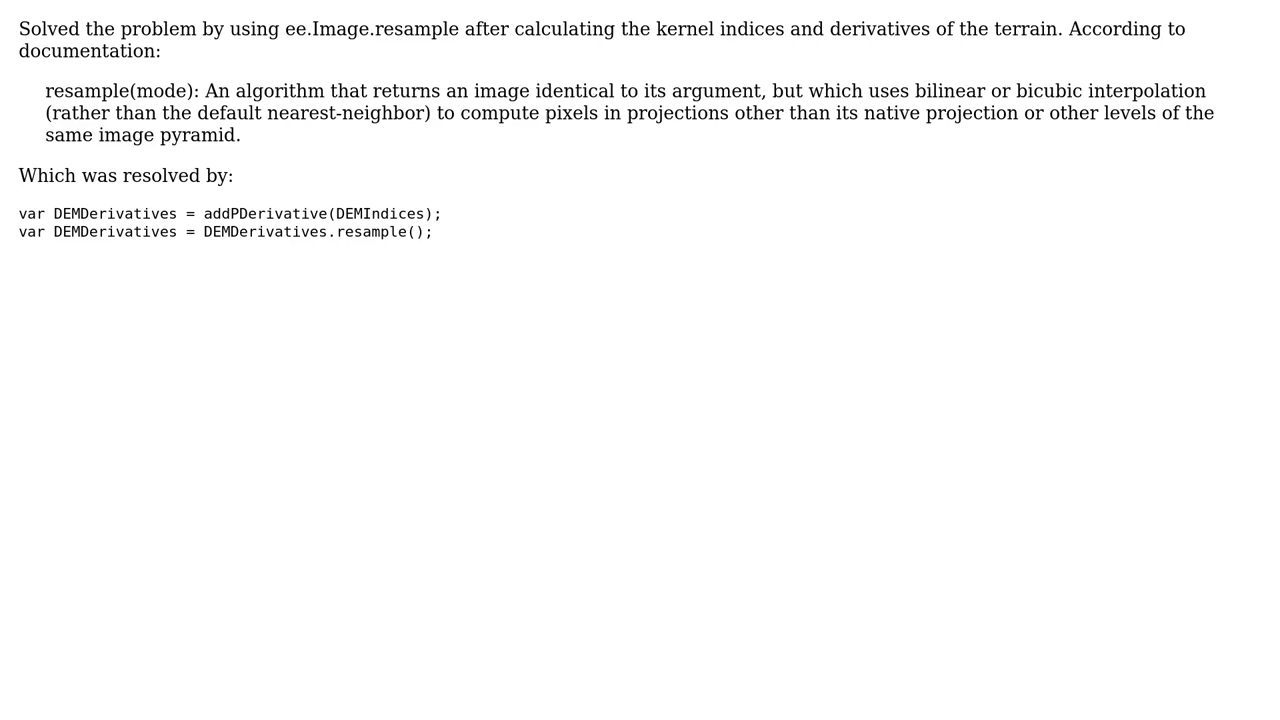 Solved the problem by using ee.Image.resample after calculating the kernel indices and derivatives of the terrain. According to
documentation:
resample(mode): An algorithm that returns an image identical to its argument, but which uses bilinear or bicubic interpolation
(rather than the default nearest-neighbor) to compute pixels in projections other than its native projection or other levels of the
same image pyramid.
Which was resolved by:
var DEMDerivatives = addPDerivative(DEMIndices);
var DEMDerivatives = DEMDerivatives.resample();